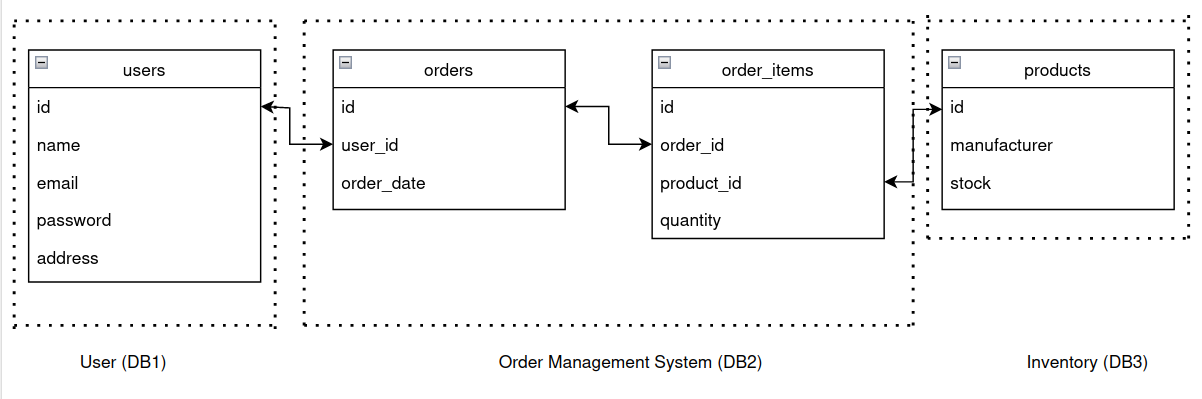 users
id
name
email
password
address
orders
id
user_id
order_date
order_items
id
order_id
product_id
quantity
products
id
manufacturer
stock
User (DB1)
Order Management System (DB2)
Inventory (DB3)